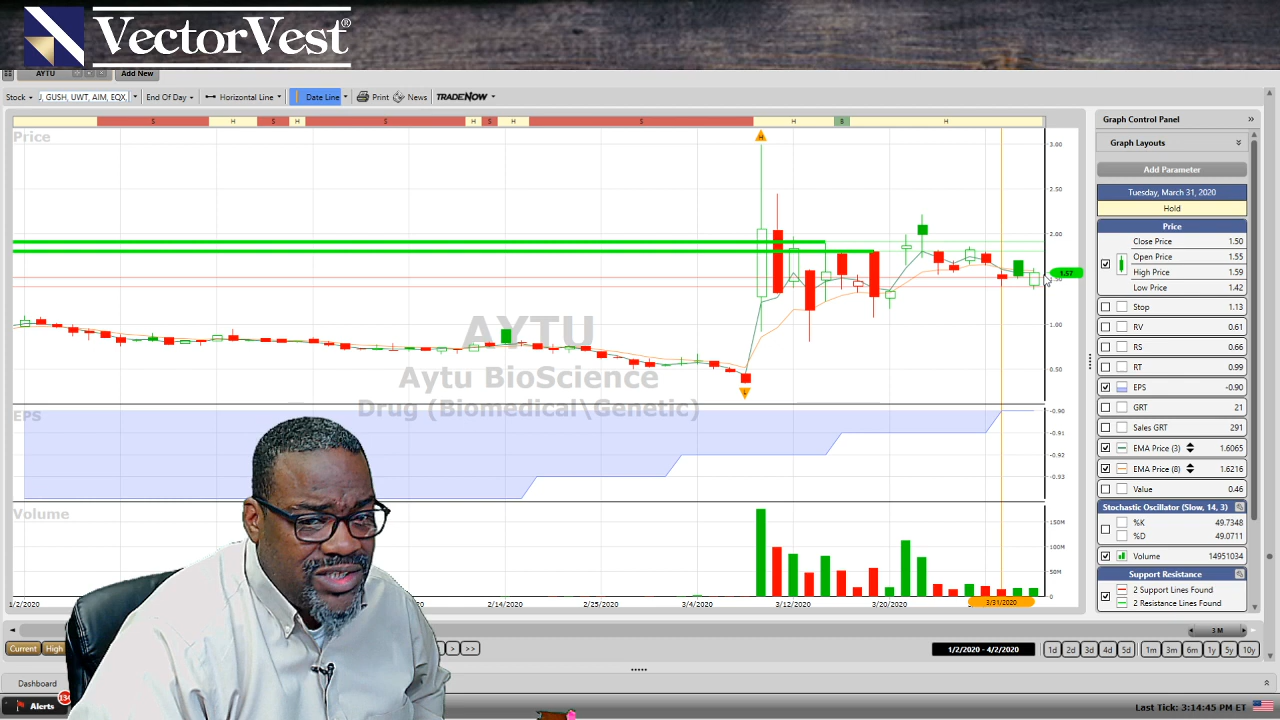 VectorVest®
AYTU
Add New
Stock
J, GUSH, UWT, AIM, EQX,
End Of Day
Horizontal Line
Date Line
Print
News
TRADENOW
S H S H S H S H S H B H
Price
H
3.00
2.50
2.00
1.57
1.00
0.50
AYTU
Aytu BioScience
Drug (Biomedical\Genetic)
L
EPS
-0.90
-0.91
-0.92
-0.93
Volume
150M
100M
50M
0
1/2/2020
2/14/2020
2/25/2020
3/4/2020
3/12/2020
3/20/2020
3/31/2020
3 M
Current
High
>
>>
1/2/2020 - 4/2/2020
1d 2d 3d 4d 5d
1m 3m 6m 1y 5y 10y
Graph Control Panel
Graph Layouts
Add Parameter
Tuesday, March 31, 2020
Hold
Price
Close Price 1.50
Open Price 1.55
High Price 1.59
Low Price 1.42
Stop 1.13
RV 0.61
RS 0.66
RT 0.99
EPS -0.90
GRT 21
Sales GRT 291
EMA Price (3) 1.6065
EMA Price (8) 1.6216
Value 0.46
Stochastic Oscillator (Slow, 14, 3)
%K 49.7348
%D 49.0711
Volume 14951034
Support Resistance
2 Support Lines Found
2 Resistance Lines Found
Dashboard
Alerts
Last Tick: 3:14:45 PM ET